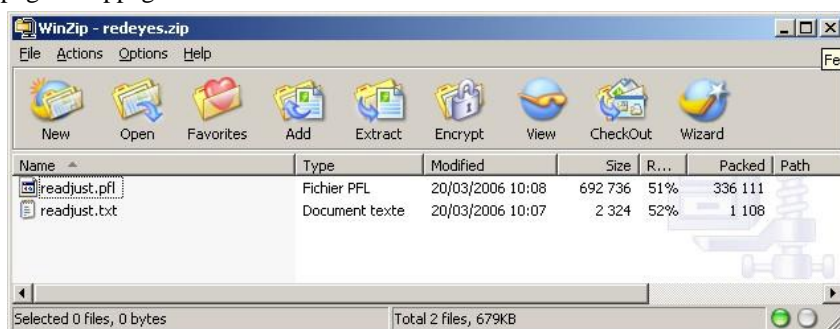 WinZip - redeyes.zip
File Actions Options Help
Fe
New Open Favorites Add Extract Encrypt View CheckOut Wizard
Name Type Modified Size R... Packed Path
readjust.pfl Fichier PFL 20/03/2006 10:08 692 736 51% 336 111
readjust.txt Document texte 20/03/2006 10:07 2 324 52% 1 108
Selected 0 files, 0 bytes Total 2 files, 679KB